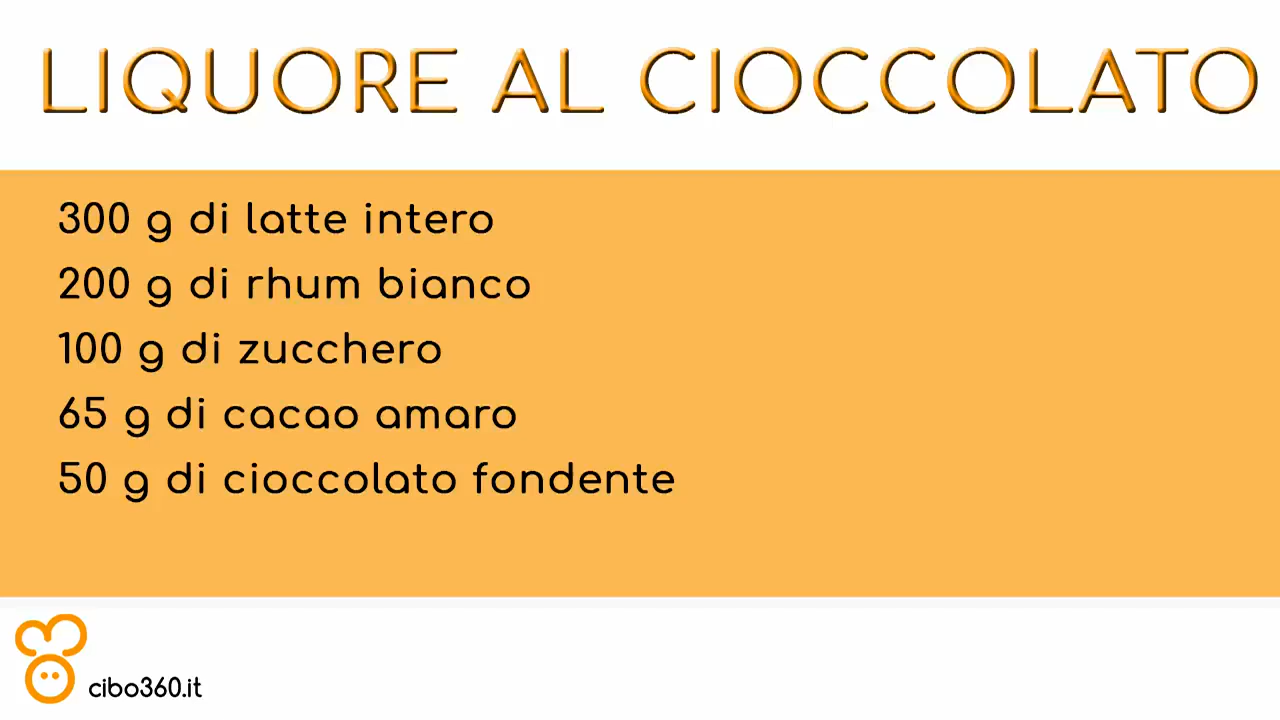 LIQUORE AL CIOCCOLATO
300 g di latte intero
200 g di rhum bianco
100 g di zucchero
65 g di cacao amaro
50 g di cioccolato fondente
cibo360.it